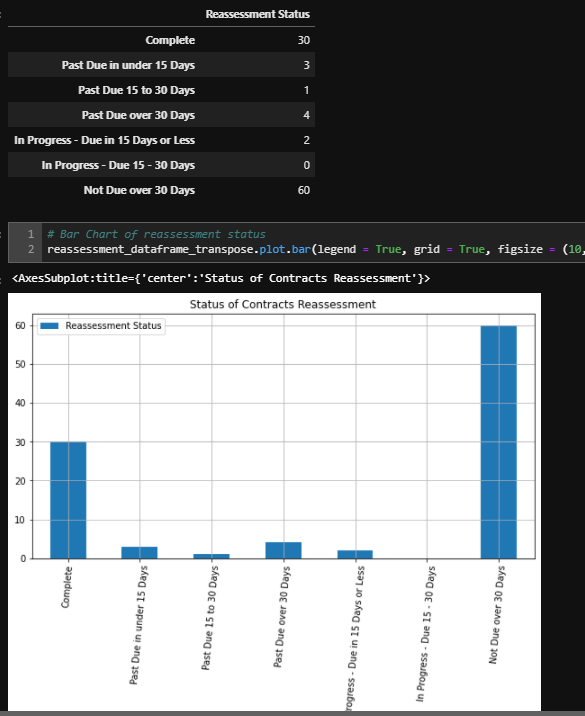 Reassessment Status
Complete 30
Past Due in under 15 Days 3
Past Due 15 to 30 Days 1
Past Due over 30 Days 4
In Progress - Due in 15 Days or Less 2
In Progress - Due 15 - 30 Days 0
Not Due over 30 Days 60
1 # Bar Chart of reassessment status
2 reassessment_dataframe_transpose.plot.bar(legend = True, grid = True, figsize = (10,
<AxesSubplot:title={'center':'Status of Contracts Reassessment'}>
Status of Contracts Reassessment
Reassessment Status
60
50
40
30
20
10
0
Complete
Past Due in under 15 Days
Past Due 15 to 30 Days
Past Due over 30 Days
rogress - Due in 15 Days or Less
In Progress - Due 15 - 30 Days
Not Due over 30 Days